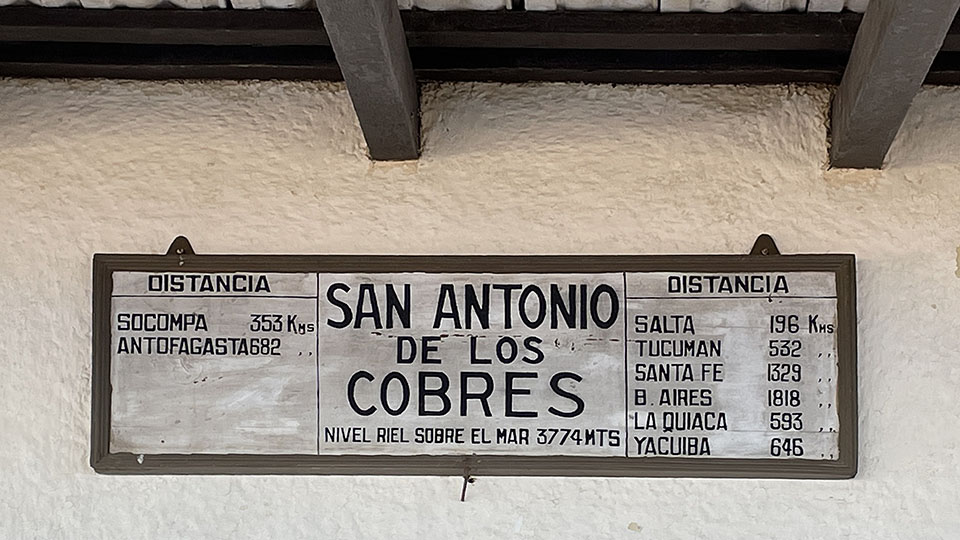 DISTANCIA
SOCOMPA 353 Kms
ANTOFAGASTA 682 ,,
SAN ANTONIO
DE LOS
COBRES
NIVEL RIEL SOBRE EL MAR 3774 MTS
DISTANCIA
SALTA 196 Kms
TUCUMAN 532 ,,
SANTA FE 1329 ,,
B. AIRES 1818 ,,
LA QUIACA 593 ,,
YACUIBA 646 ,,